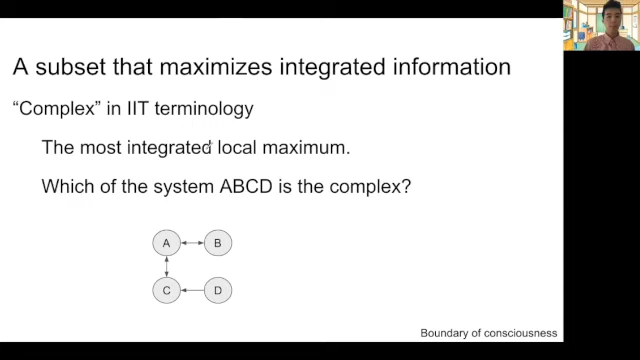 A subset that maximizes integrated information
“Complex” in IIT terminology
The most integrated local maximum.
Which of the system ABCD is the complex?
A B
C D
Boundary of consciousness